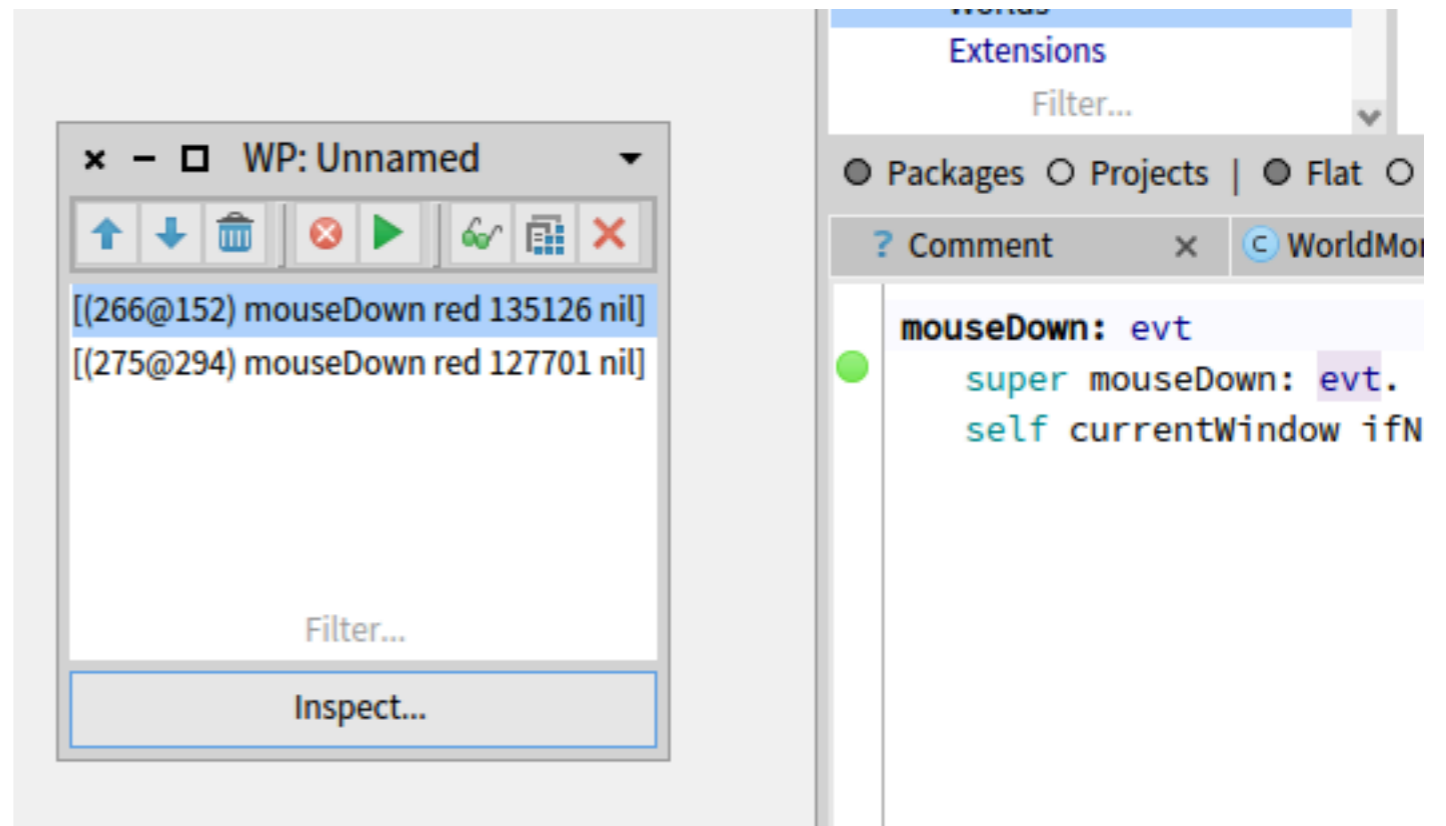 Extensions
Filter...
WP: Unnamed
Packages Projects | Flat
? Comment × C WorldMor
[(266@152) mouseDown red 135126 nil]
[(275@294) mouseDown red 127701 nil]
Filter...
Inspect...
mouseDown: evt
super mouseDown: evt.
self currentWindow ifN